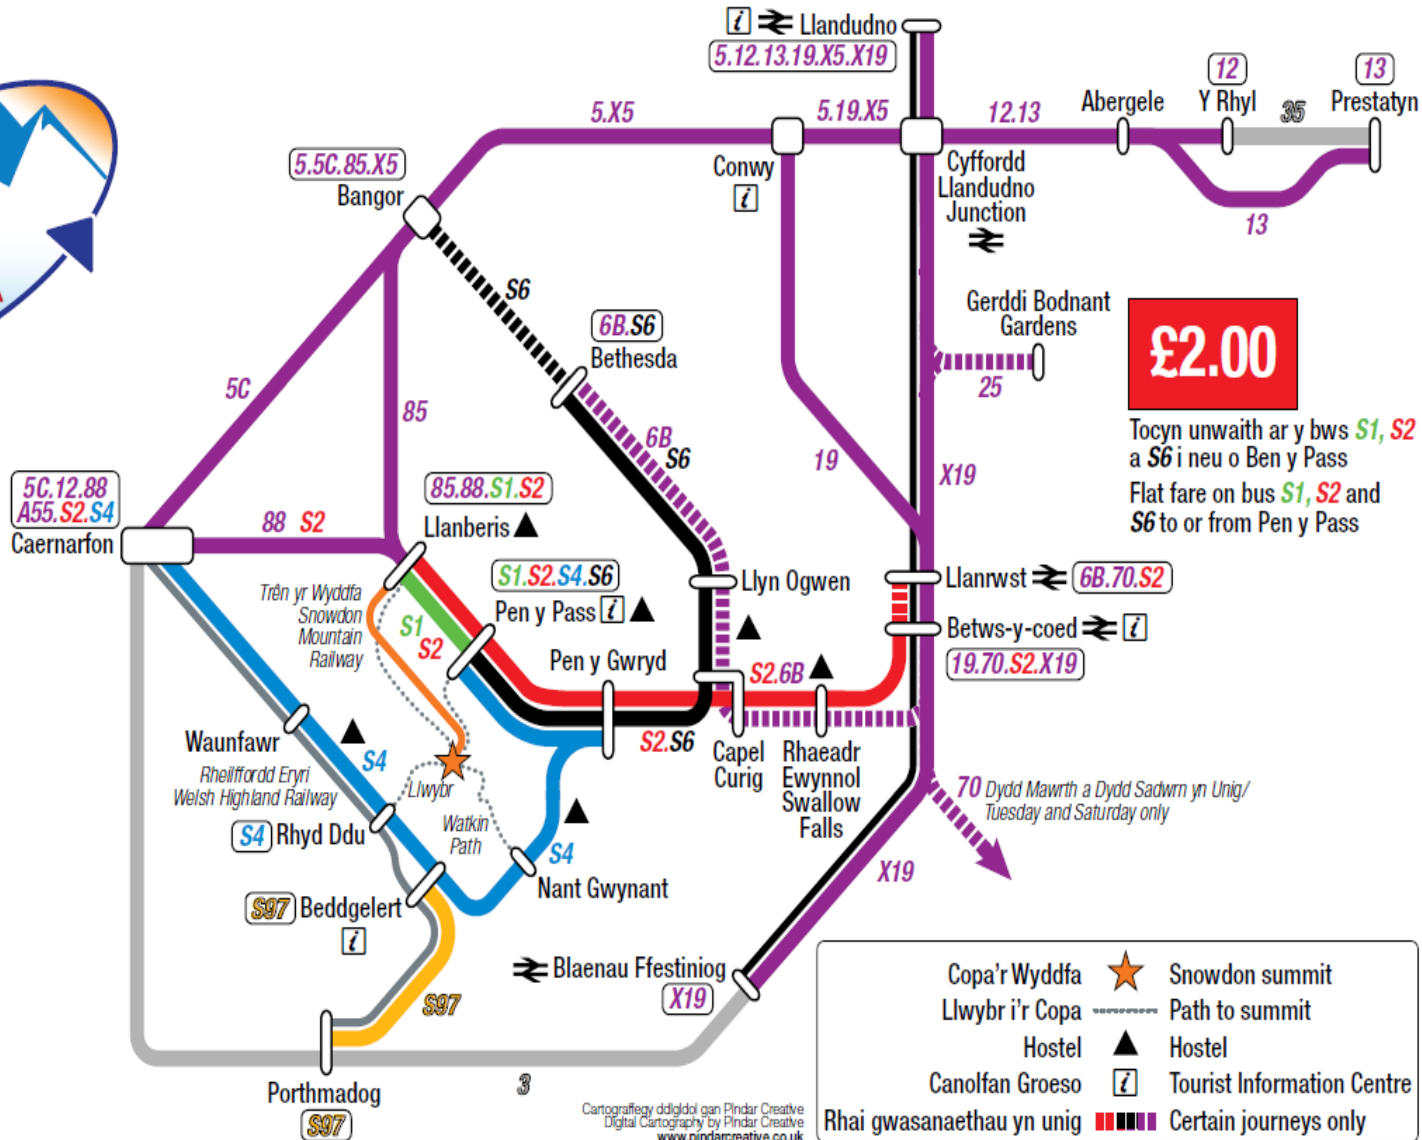 Llandudno
5.12.13.19.X5.X19
5.X5
5.19.X5
12.13
Abergele
12
Y Rhyl
35
13
Prestatyn
13
5.5C.85.X5
Bangor
Conwy
i
Cyffordd
Llandudno
Junction
S6
6B.S6
Bethesda
Gerddi Bodnant
Gardens
25
£2.00
Tocyn unwaith ar y bws S1, S2
a S6 i neu o Ben y Pass
Flat fare on bus S1, S2 and
S6 to or from Pen y Pass
5C
85
6B
S6
19
X19
5C.12.88
A55.S2.S4
Caernarfon
88 S2
85.88.S1.S2
Llanberis
S1.S2.S4.S6
Pen y Pass i
Llyn Ogwen
Llanrwst
6B.70.S2
Betws-y-coed i
19.70.S2.X19
Trên yr Wyddfa
Snowdon
Mountain
Railway
S1
S2
Pen y Gwryd
S2.6B
S2.S6
Capel
Curig
Rhaeadr
Ewynnol
Swallow
Falls
Waunfawr
S4
Rheilffordd Eryri
Welsh Highland Railway
Llwybr
S4 Rhyd Ddu
Watkin
Path
S4
Nant Gwynant
70 Dydd Mawrth a Dydd Sadwrn yn Unig/
Tuesday and Saturday only
X19
S97 Beddgelert
i
Blaenau Ffestiniog
X19
S97
Porthmadog
S97
3
Cartograffegy ddigidol gan Pindar Creative
Digital Cartography by Pindar Creative
www.pindarcreative.co.uk
Copa'r Wyddfa Snowdon summit
Llwybr i'r Copa Path to summit
Hostel Hostel
Canolfan Groeso i Tourist Information Centre
Rhai gwasanaethau yn unig Certain journeys only
i